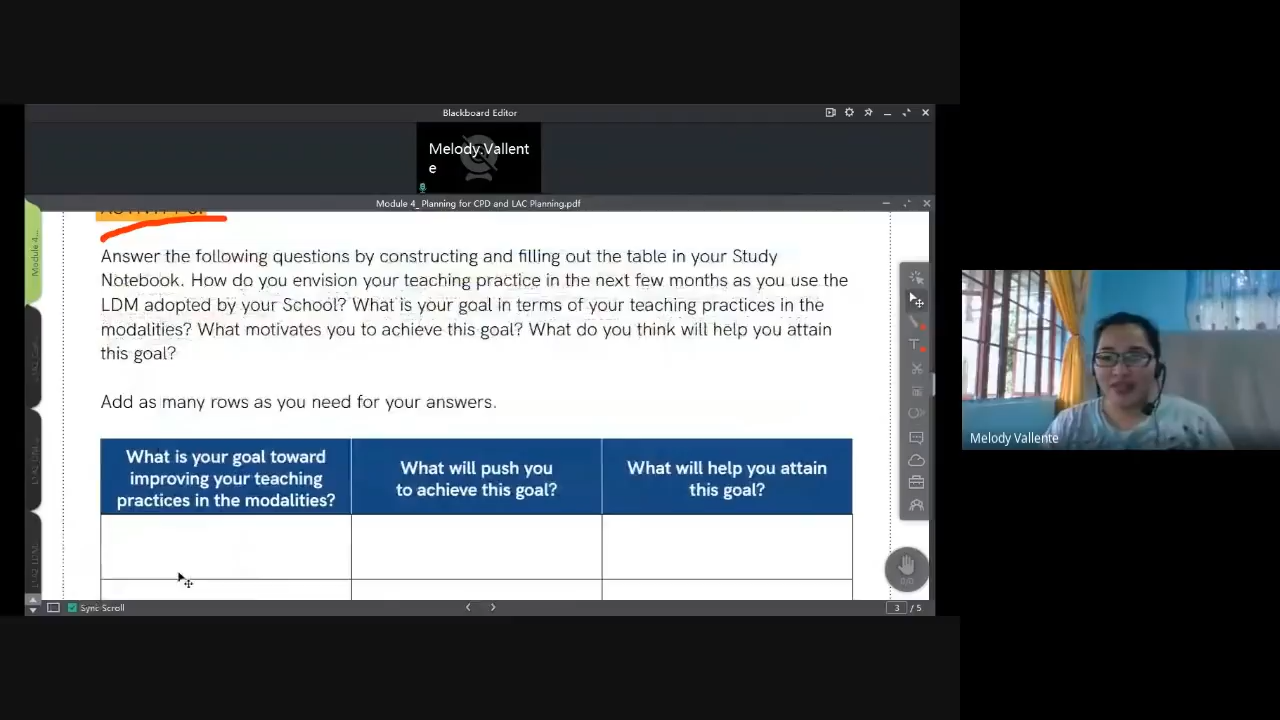 Blackboard Editor
Melody.Vallent
e
Module 4_ Planning for CPD and LAC Planning.pdf
Module 4...
Answer the following questions by constructing and filling out the table in your Study
Notebook. How do you envision your teaching practice in the next few months as you use the
LDM adopted by your School? What is your goal in terms of your teaching practices in the
modalities? What motivates you to achieve this goal? What do you think will help you attain
this goal?
Add as many rows as you need for your answers.
What is your goal toward
improving your teaching
practices in the modalities?
What will push you
to achieve this goal?
What will help you attain
this goal?
0/0
Sync Scroll
3 / 5
Melody Vallente